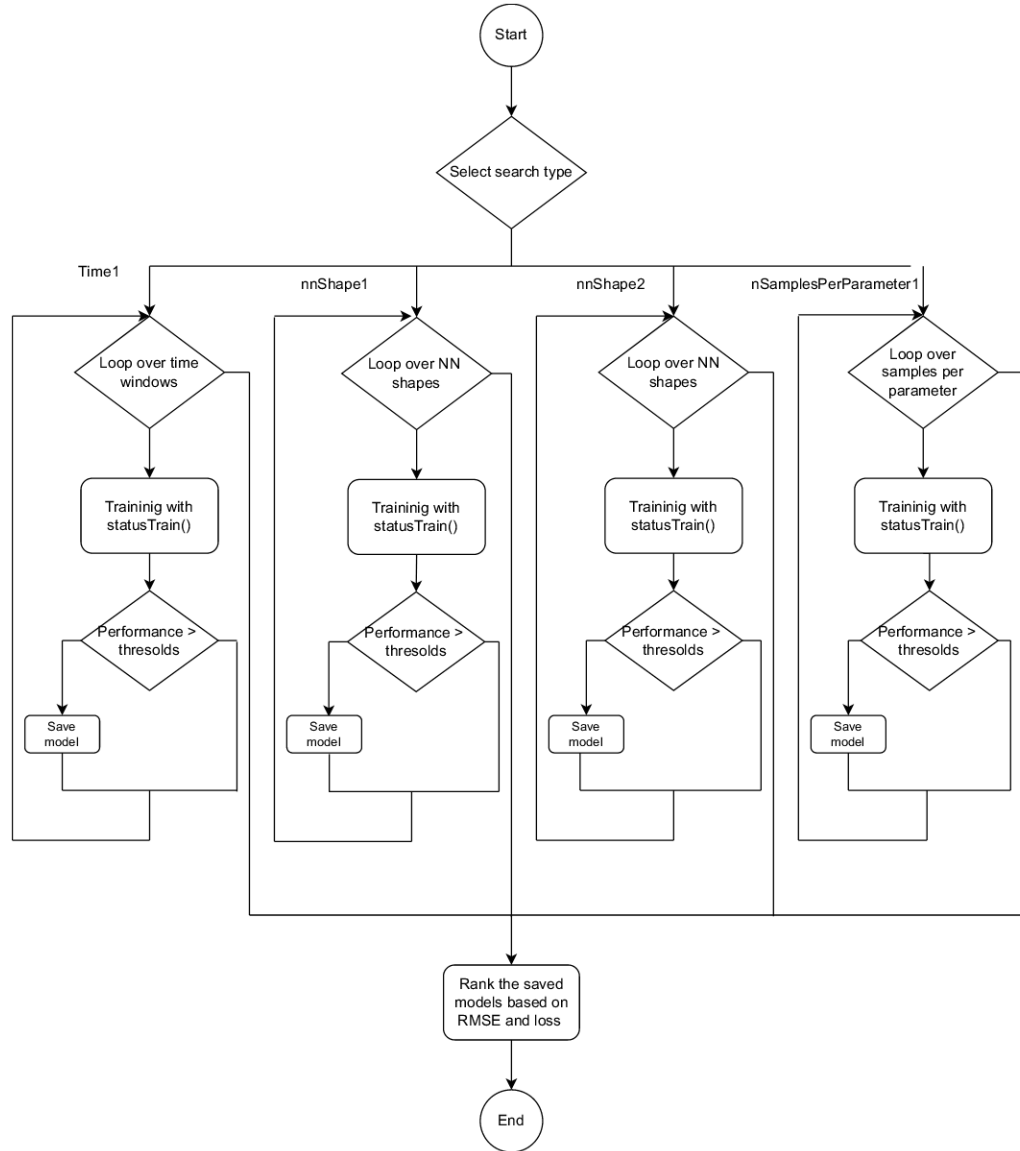 Start
Select search type
Time1
nnShape1
nnShape2
nSamplesPerParameter1
Loop over time
windows
Loop over NN
shapes
Loop over NN
shapes
Loop over
samples per
parameter
Traininig with
statusTrain()
Traininig with
statusTrain()
Traininig with
statusTrain()
Traininig with
statusTrain()
Performance >
thresolds
Performance >
thresolds
Performance >
thresolds
Performance >
thresolds
Save
model
Save
model
Save
model
Save
model
Rank the saved
models based on
RMSE and loss
End